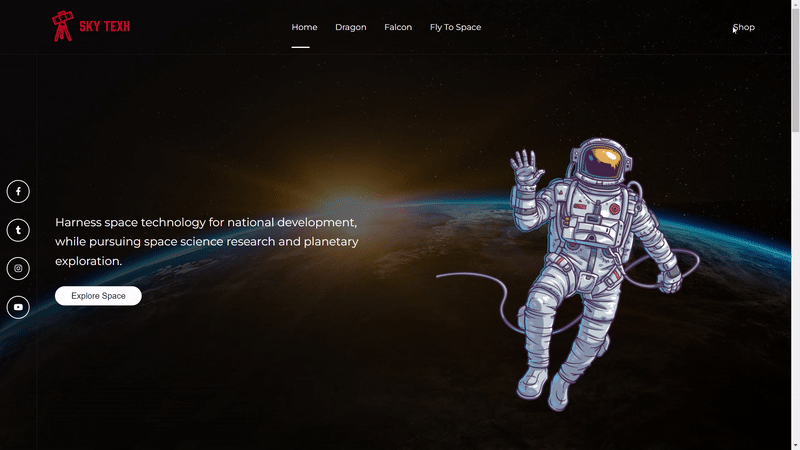 SKY TEXH
Home Dragon Falcon Fly To Space
Shop
Harness space technology for national development,
while pursuing space science research and planetary
exploration.
Explore Space